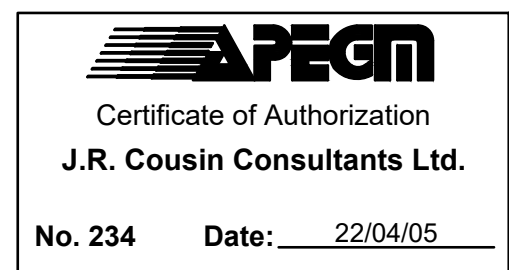 APEGM
Certificate of Authorization
J.R. Cousin Consultants Ltd.
No. 234 Date: 22/04/05